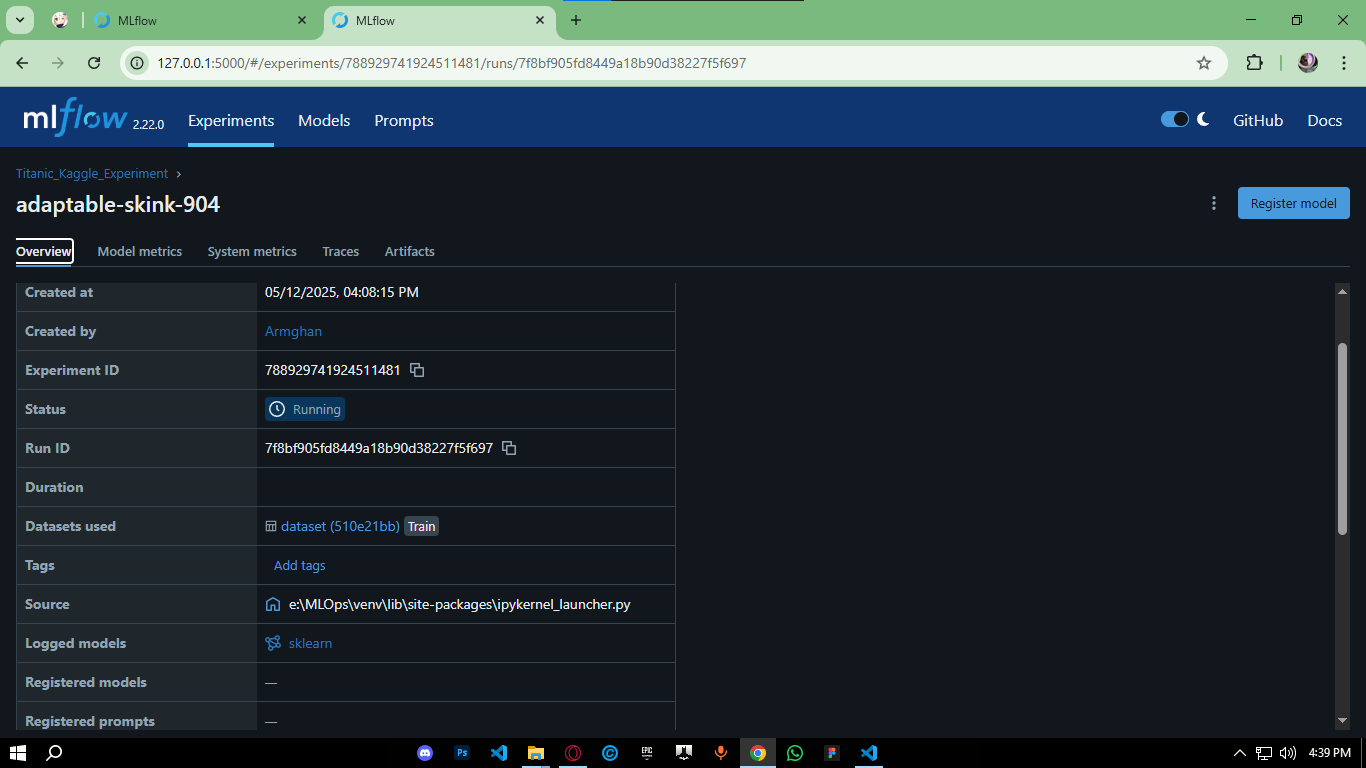 MLflow
MLflow
127.0.0.1:5000/#/experiments/788929741924511481/runs/7f8bf905fd8449a18b90d38227f5f697
mlflow 2.22.0 Experiments Models Prompts GitHub Docs
Titanic_Kaggle_Experiment
adaptable-skink-904
Register model
Overview Model metrics System metrics Traces Artifacts
Created at 05/12/2025, 04:08:15 PM
Created by Armghan
Experiment ID 788929741924511481
Status Running
Run ID 7f8bf905fd8449a18b90d38227f5f697
Duration
Datasets used dataset (510e21bb) Train
Tags Add tags
Source e:\MLOps\venv\lib\site-packages\ipykernel_launcher.py
Logged models sklearn
Registered models —
Registered prompts —
Ps
EPIC
4:39 PM